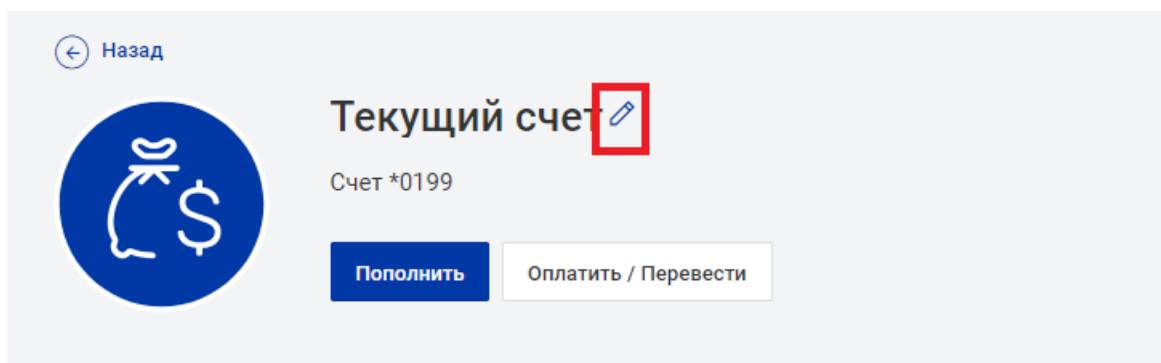 Назад
Текущий счет
Счет *0199
Пополнить
Оплатить / Перевести